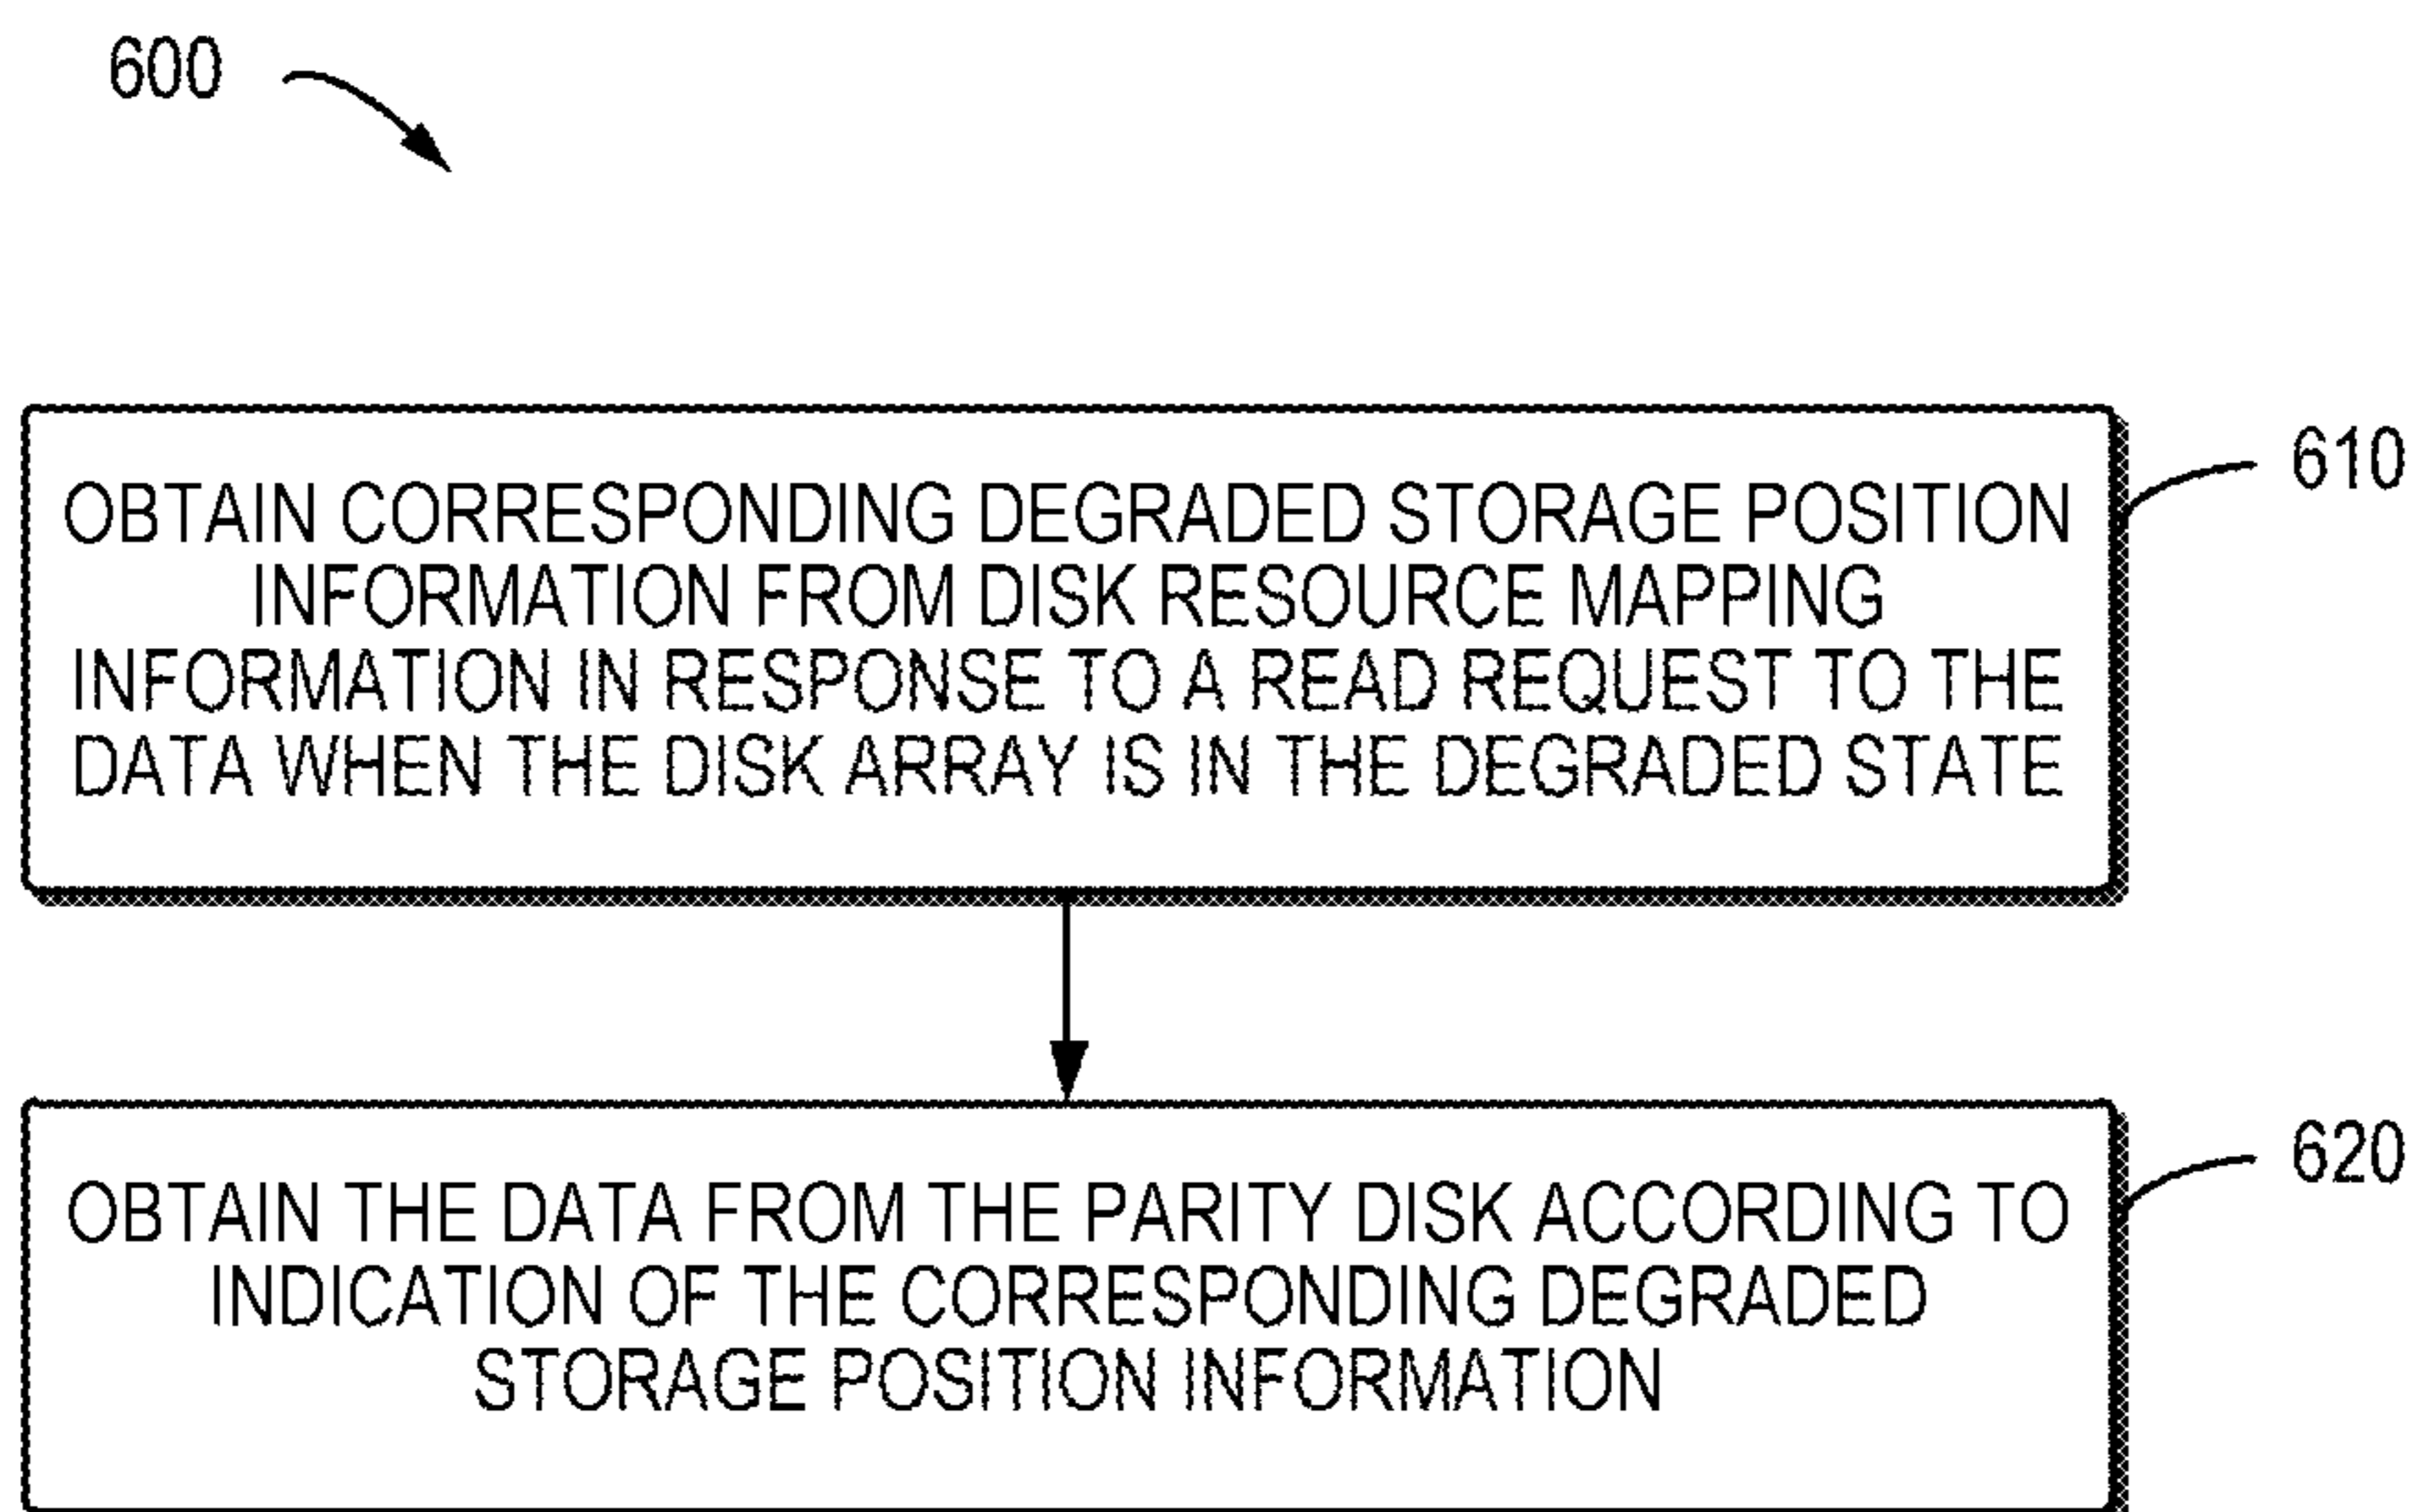 600
610
OBTAIN CORRESPONDING DEGRADED STORAGE POSITION
INFORMATION FROM DISK RESOURCE MAPPING
INFORMATION IN RESPONSE TO A READ REQUEST TO THE
DATA WHEN THE DISK ARRAY IS IN THE DEGRADED STATE
620
OBTAIN THE DATA FROM THE PARITY DISK ACCORDING TO
INDICATION OF THE CORRESPONDING DEGRADED
STORAGE POSITION INFORMATION